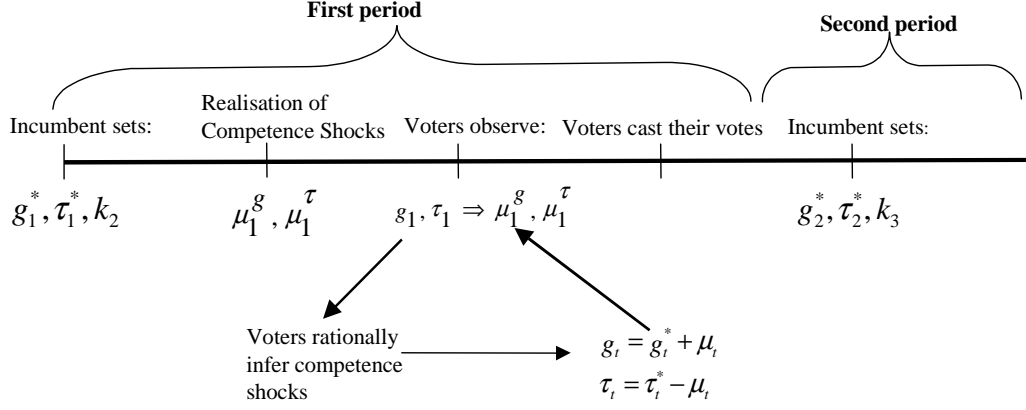 First period
Second period
Realisation of
Competence Shocks
Incumbent sets:
Voters observe:
Voters cast their votes
Incumbent sets:
g₁*, τ₁*, k₂
μ₁ᵍ, μ₁^τ
g₁, τ₁ ⇒ μ₁ᵍ, μ₁^τ
g₂*, τ₂*, k₃
Voters rationally
infer competence
shocks
gₜ = gₜ* + μₜ
τₜ = τₜ* − μₜ